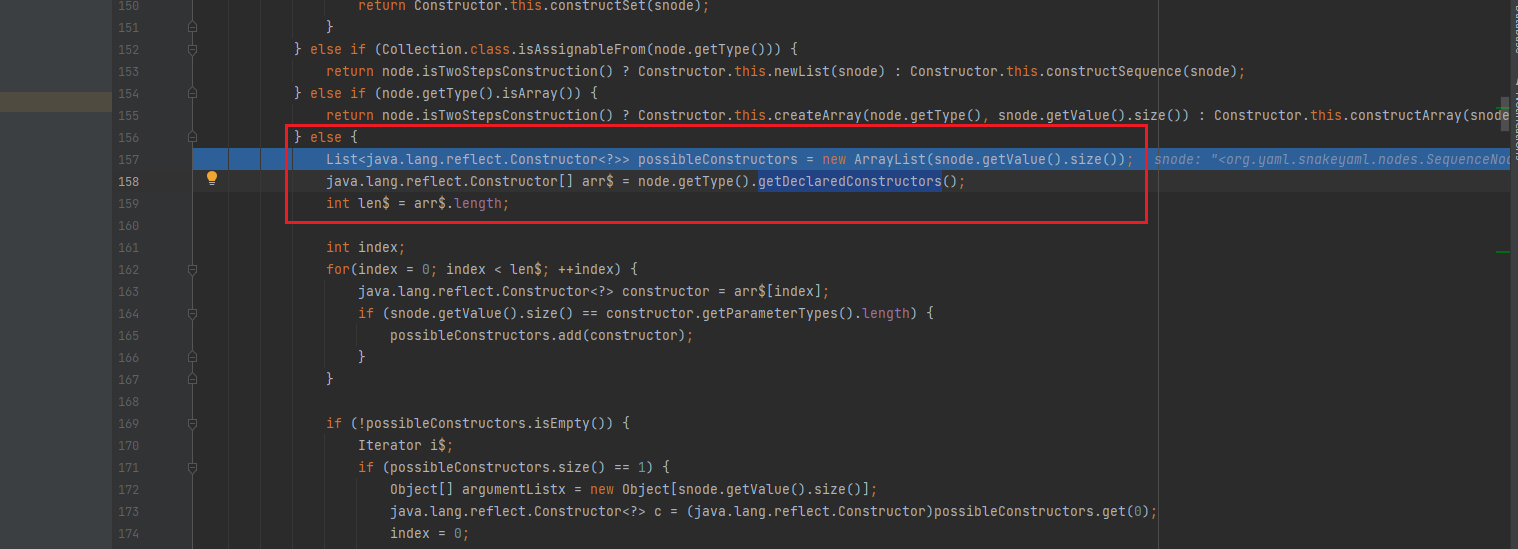 150 return Constructor.this.constructSet(snode);
151 }
152 } else if (Collection.class.isAssignableFrom(node.getType())) {
153 return node.isTwoStepsConstruction() ? Constructor.this.newList(snode) : Constructor.this.constructSequence(snode);
154 } else if (node.getType().isArray()) {
155 return node.isTwoStepsConstruction() ? Constructor.this.createArray(node.getType(), snode.getValue().size()) : Constructor.this.constructArray(snode
156 } else {
157 List<java.lang.reflect.Constructor<?>> possibleConstructors = new ArrayList(snode.getValue().size()); snode: "<org.yaml.snakeyaml.nodes.SequenceNod
158 java.lang.reflect.Constructor[] arr$ = node.getType().getDeclaredConstructors();
159 int len$ = arr$.length;
160
161 int index;
162 for(index = 0; index < len$; ++index) {
163 java.lang.reflect.Constructor<?> constructor = arr$[index];
164 if (snode.getValue().size() == constructor.getParameterTypes().length) {
165 possibleConstructors.add(constructor);
166 }
167 }
168
169 if (!possibleConstructors.isEmpty()) {
170 Iterator i$;
171 if (possibleConstructors.size() == 1) {
172 Object[] argumentListx = new Object[snode.getValue().size()];
173 java.lang.reflect.Constructor<?> c = (java.lang.reflect.Constructor)possibleConstructors.get(0);
174 index = 0;